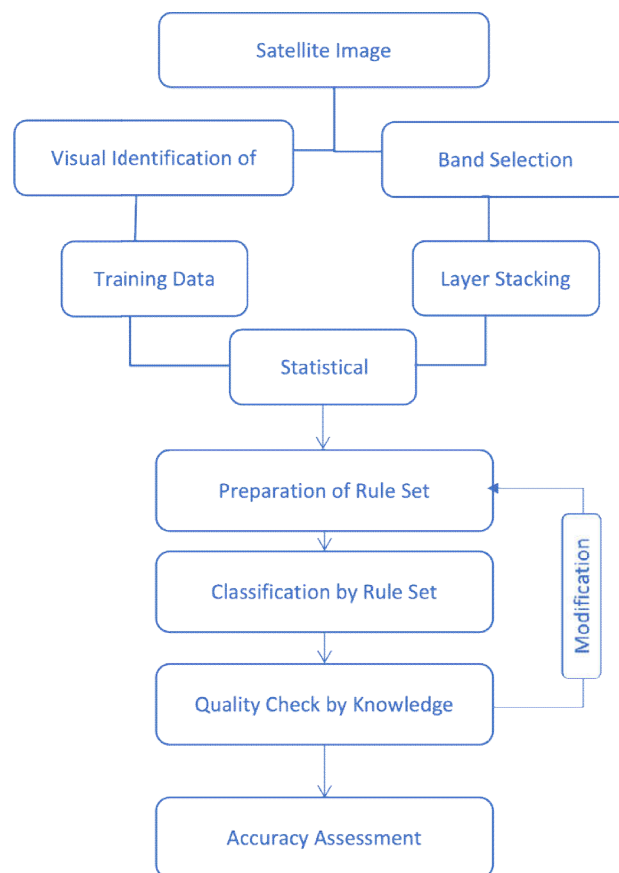 Satellite Image
Visual Identification of
Band Selection
Training Data
Layer Stacking
Statistical
Preparation of Rule Set
Classification by Rule Set
Modification
Quality Check by Knowledge
Accuracy Assessment